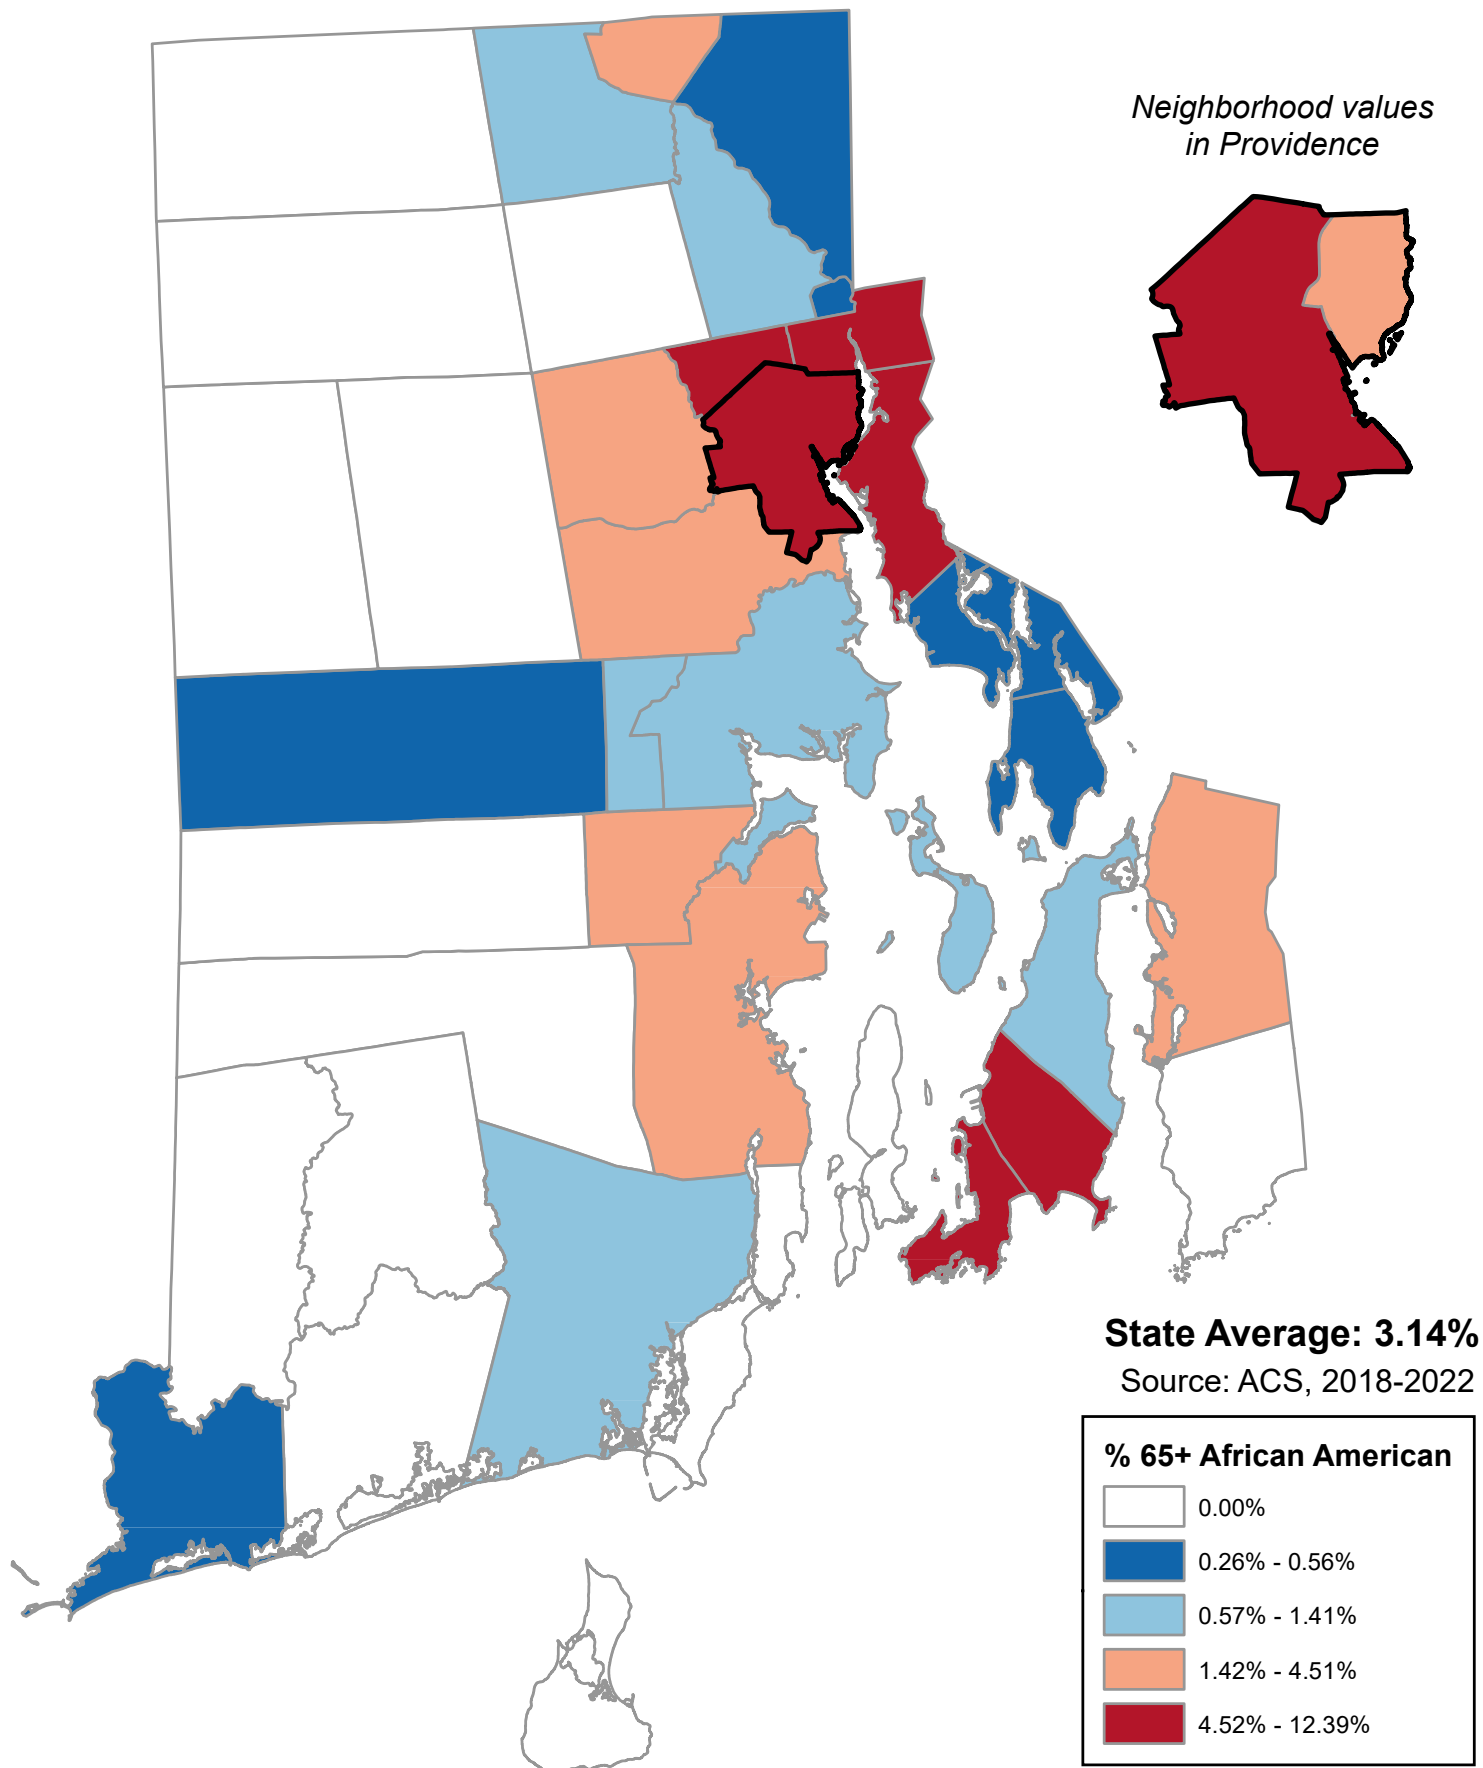 Neighborhood values
in Providence
State Average: 3.14%
Source: ACS, 2018-2022
% 65+ African American
0.00%
0.26% - 0.56%
0.57% - 1.41%
1.42% - 4.51%
4.52% - 12.39%